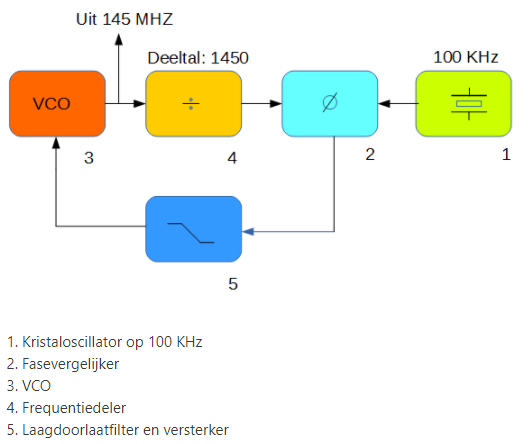 Uit 145 MHZ
Deeltal: 1450
100 KHz
VCO
÷
3
4
2
1
5
1. Kristaloscillator op 100 KHz
2. Fasevergelijker
3. VCO
4. Frequentiedeler
5. Laagdoorlaatfilter en versterker